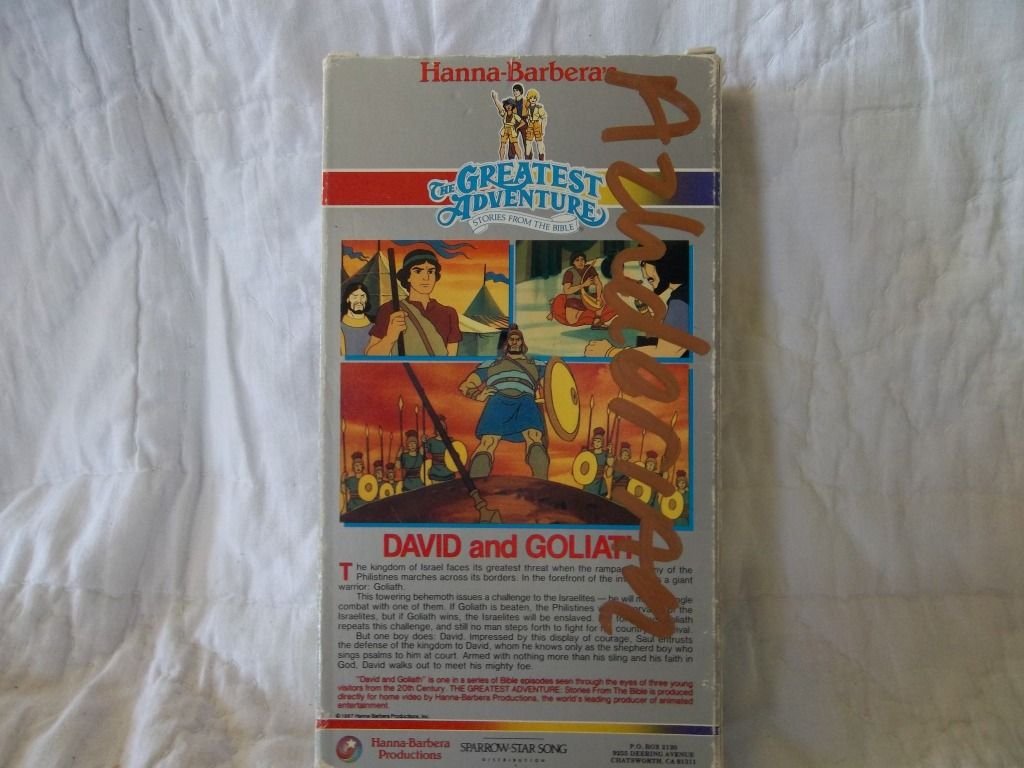 Hanna-Barbera
THE GREATEST
ADVENTURE
STORIES FROM THE BIBLE
DAVID and GOLIATH
The kingdom of Israel faces its greatest threat when the of the
Philistines marches across its borders. In the forefront of the a giant
warrior: Goliath.
This towering behemoth issues a challenge to the Israelites — he will
combat with one of them. If Goliath is beaten, the Philistines the
Israelites, but if Goliath wins, the Israelites will be enslaved.
repeats this challenge, and still no man steps forth to fight for
But one boy does: David. Impressed by this display of courage, Saul entrusts
the defense of the kingdom to David, whom he knows only as the shepherd boy who
sings psalms to him at court. Armed with nothing more than his sling and his faith in
God, David walks out to meet his mighty foe.
"David and Goliath" is one in a series of Bible episodes seen through the eyes of three young
visitors from the 20th Century. THE GREATEST ADVENTURE: Stories From The Bible is produced
directly for home video by Hanna-Barbera Productions, the world's leading producer of animated
entertainment.
© 1987 Hanna-Barbera Productions, Inc.
Hanna-Barbera
Productions
SPARROW-STAR SONG
DISTRIBUTION
P.O. BOX 2120
9255 DEERING AVENUE
CHATSWORTH, CA 91311